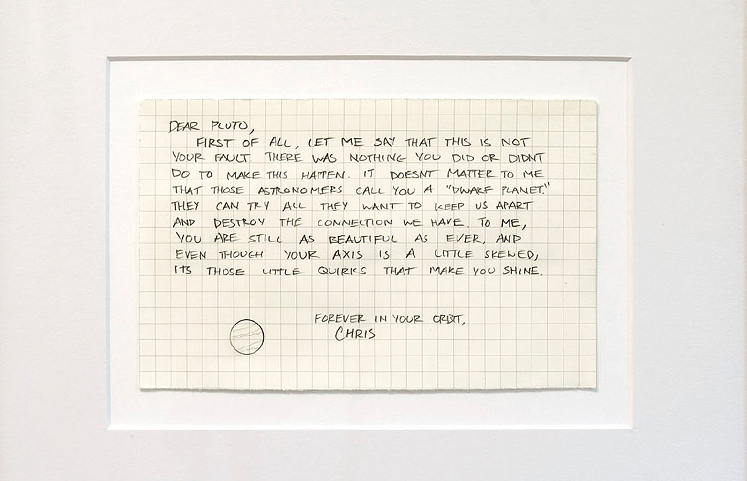 DEAR PLUTO,
FIRST OF ALL, LET ME SAY THAT THIS IS NOT
YOUR FAULT. THERE WAS NOTHING YOU DID OR DIDNT
DO TO MAKE THIS HAPPEN. IT DOESNT MATTER TO ME
THAT THOSE ASTRONOMERS CALL YOU A "DWARF PLANET."
THEY CAN TRY ALL THEY WANT TO KEEP US APART
AND DESTROY THE CONNECTION WE HAVE. TO ME,
YOU ARE STILL AS BEAUTIFUL AS EVER, AND
EVEN THOUGH YOUR AXIS IS A LITTLE SKEWED,
ITS THOSE LITTLE QUIRKS THAT MAKE YOU SHINE.
FOREVER IN YOUR ORBIT,
CHRIS